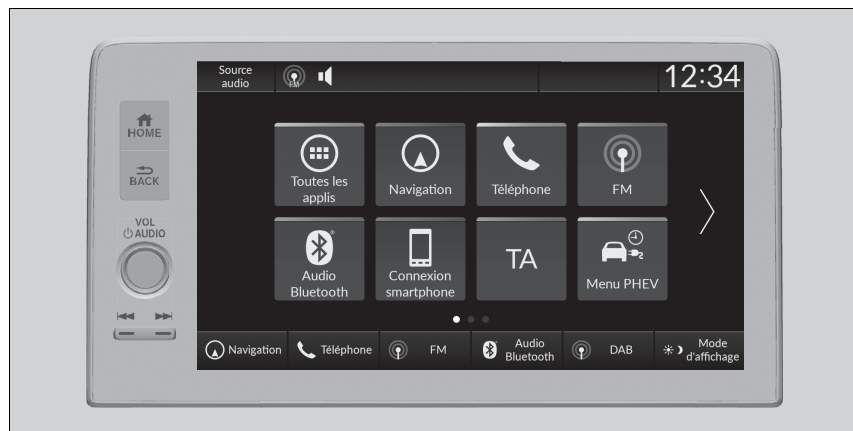 Source
audio
FM
12:34
HOME
BACK
VOL
AUDIO
Toutes les
applis
Navigation
Téléphone
FM
Audio
Bluetooth
Connexion
smartphone
TA
Menu PHEV
Navigation
Téléphone
FM
Audio
Bluetooth
DAB
Mode
d'affichage